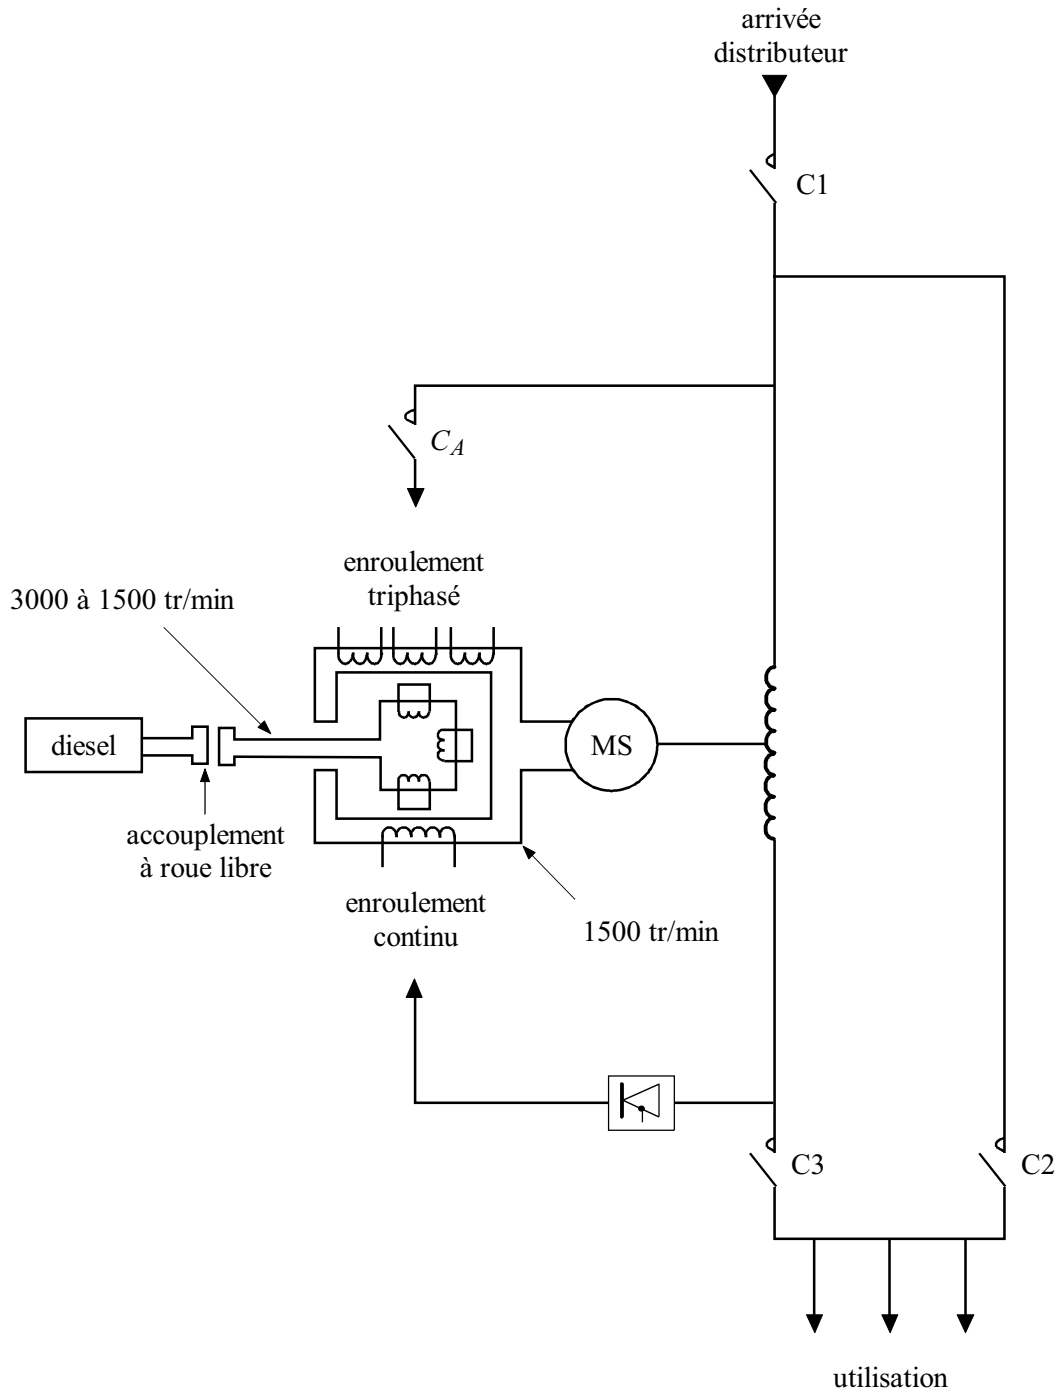 arrivée
distributeur
C1
C_A
enroulement
triphasé
3000 à 1500 tr/min
diesel
MS
accouplement
à roue libre
enroulement
continu
1500 tr/min
C3
C2
utilisation